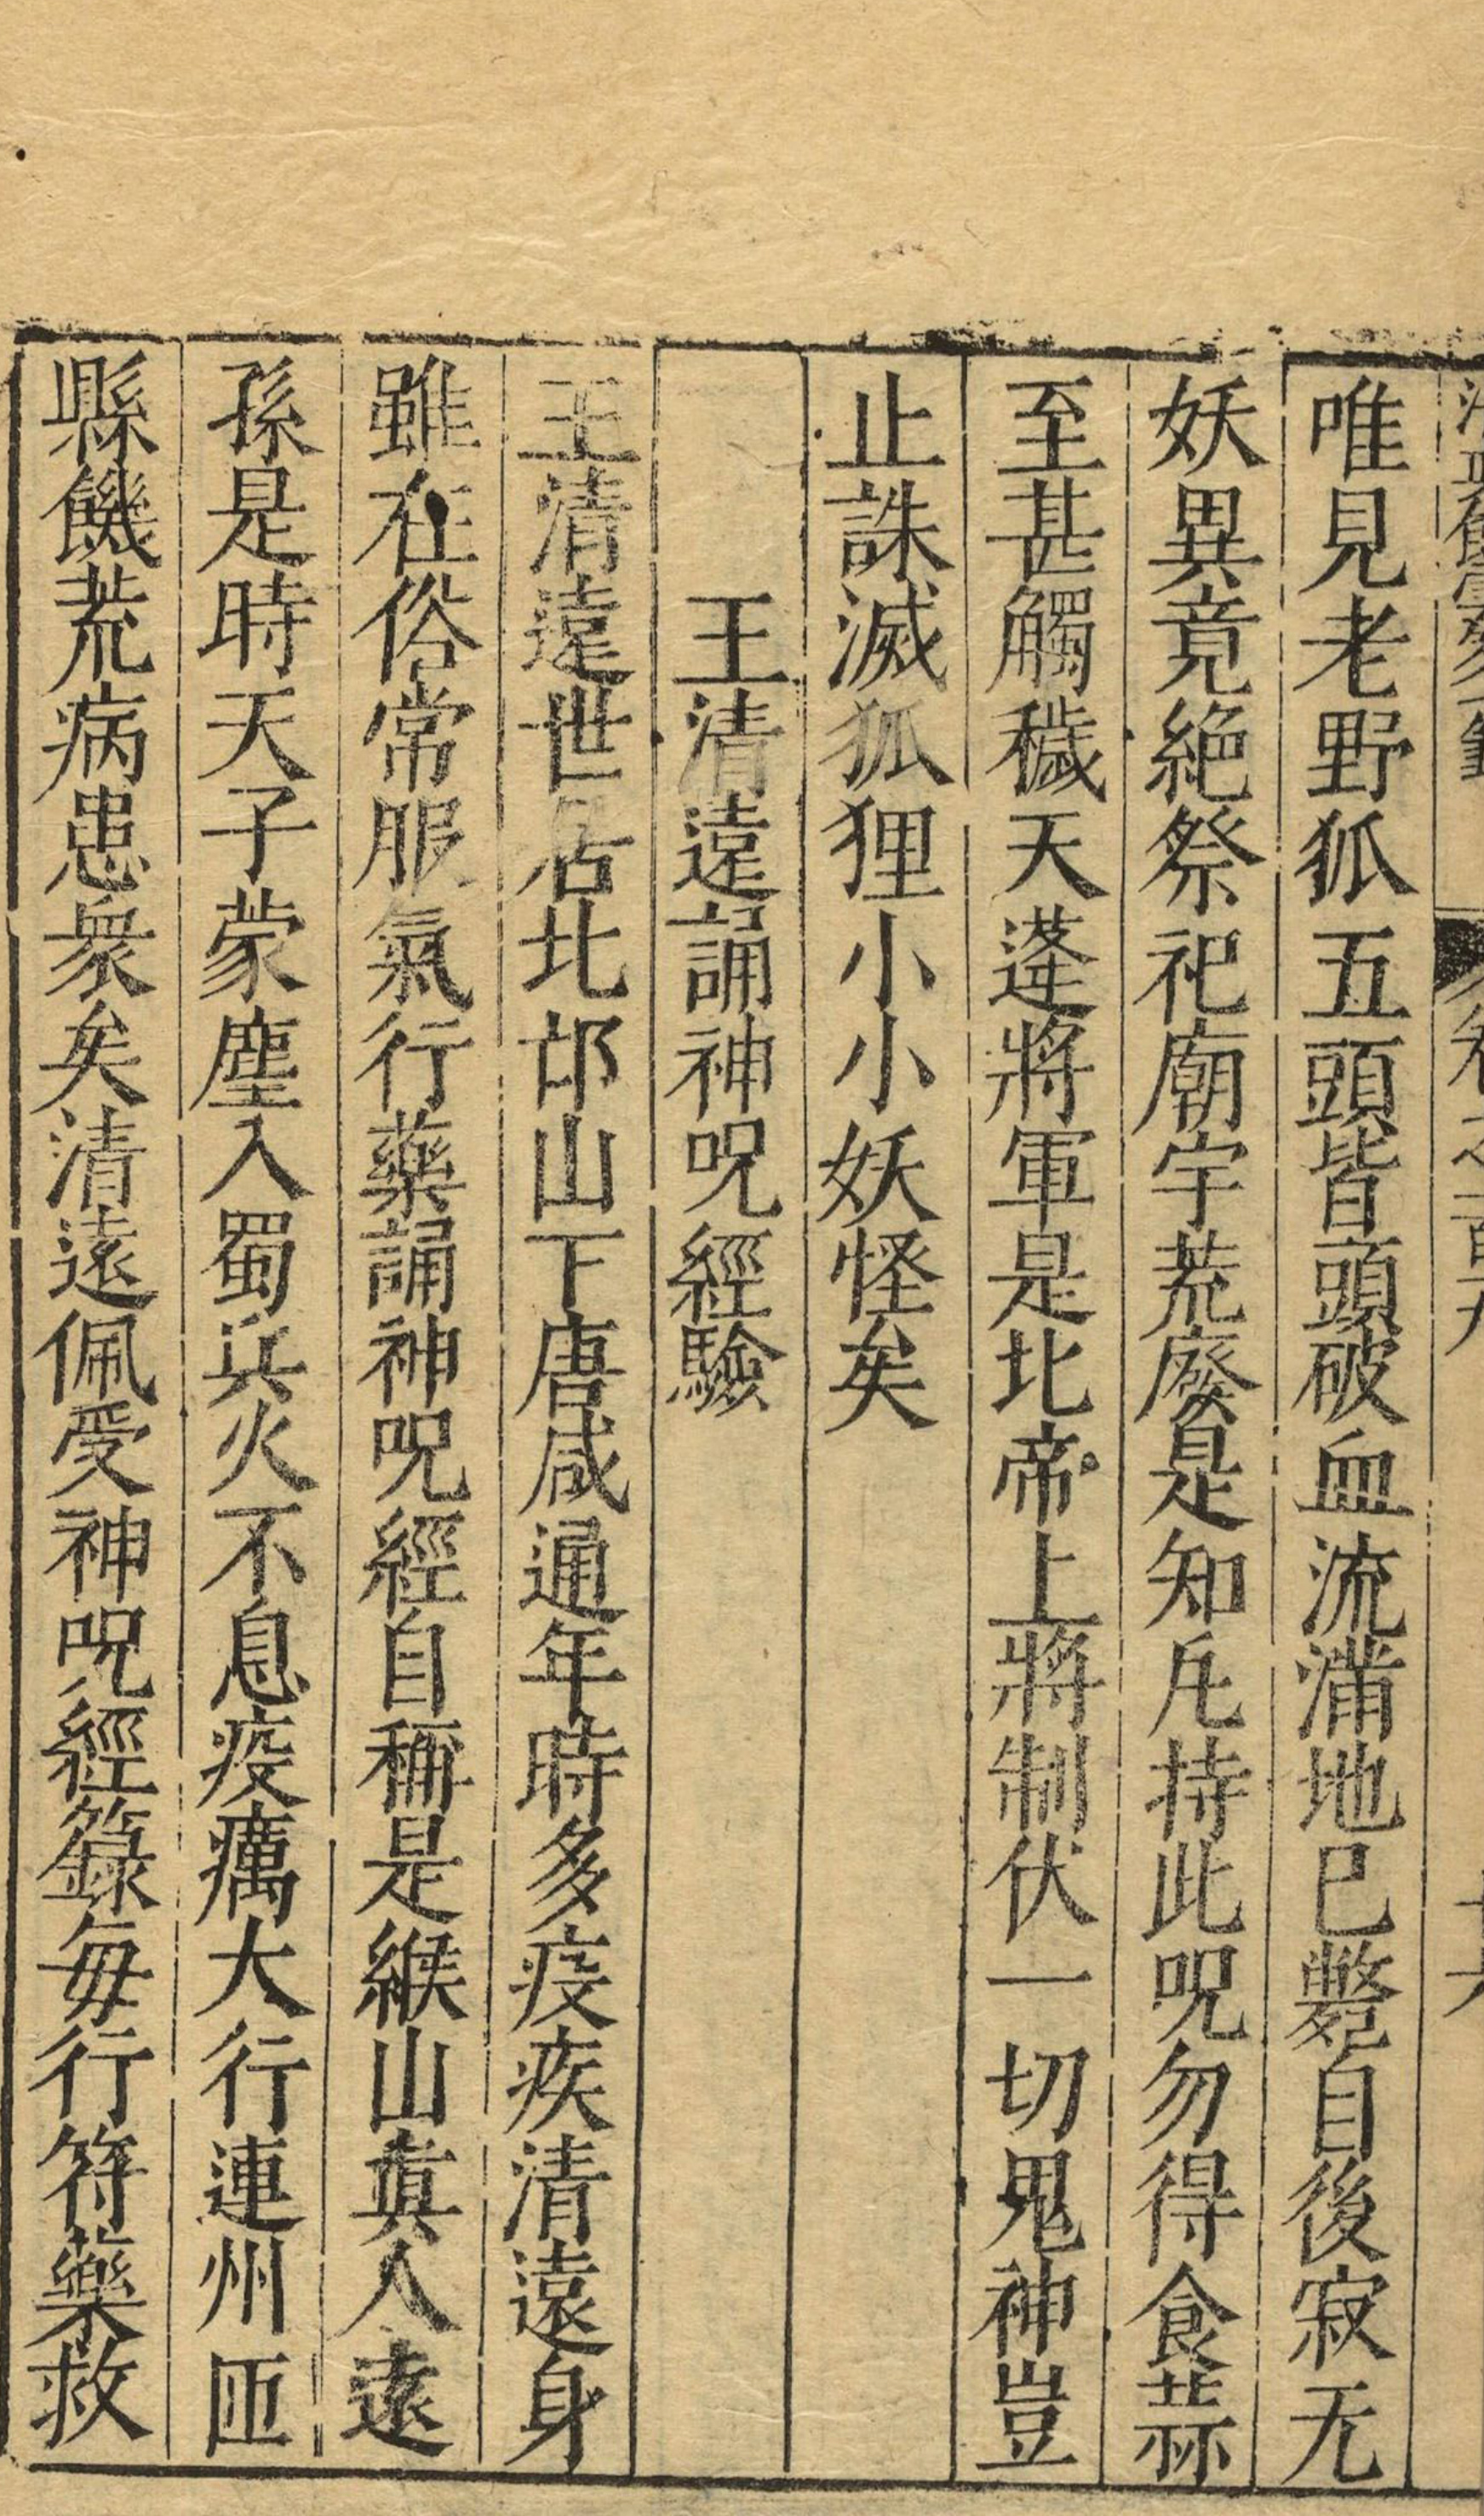 唯見老野狐五頭皆頭破血流滿地已斃自後寂无
妖異竟絕祭祀廟宇荒廢是知凡持此呪勿得食蒜
至甚觸穢天蓬將軍是北帝上將制伏一切鬼神豈
止誅滅狐狸小小妖怪矣
王清遠誦神呪經驗
王清遠世居北邙山下唐咸通年時多疫疾清遠身
雖在俗常服氣行藥誦神呪經自稱是緱山真人遠
孫是時天子蒙塵入蜀兵火不息疫癘大行連州匝
縣饑荒病患衆矣清遠佩受神呪經籙每行符藥救